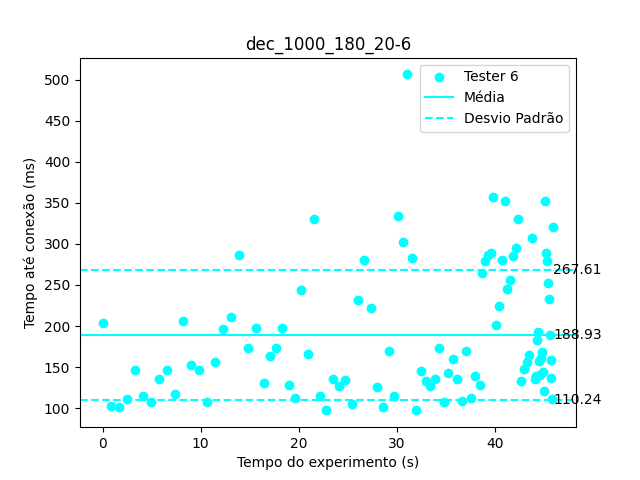 dec_1000_180_20-6
Tester 6
Média
Desvio Padrão
500
450
400
350
300
250
200
150
100
Tempo até conexão (ms)
267.61
188.93
110.24
0 10 20 30 40
Tempo do experimento (s)